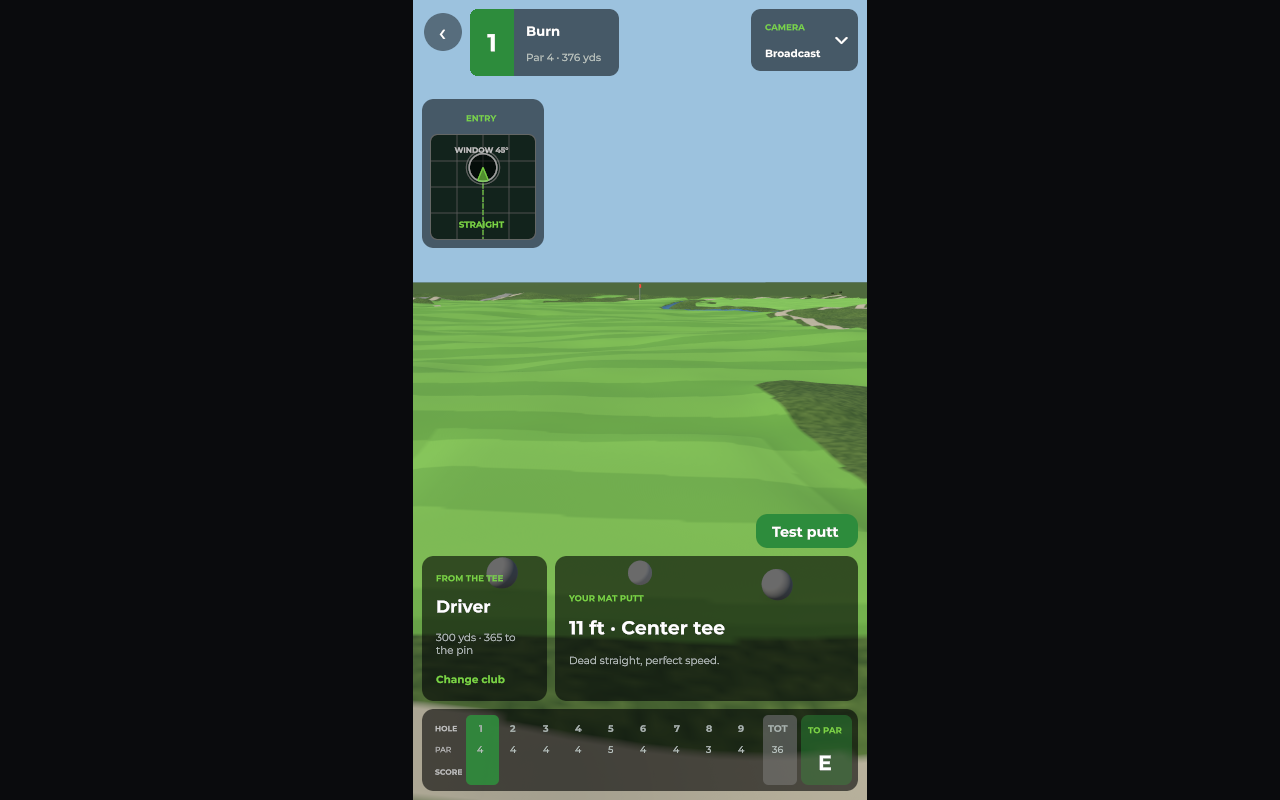 ‹
1
Burn
Par 4 · 376 yds
CAMERA
Broadcast
ENTRY
WINDOW 45°
STRAIGHT
Test putt
FROM THE TEE
Driver
300 yds · 365 to
the pin
Change club
YOUR MAT PUTT
11 ft · Center tee
Dead straight, perfect speed.
HOLE 1 2 3 4 5 6 7 8 9 TOT
PAR 4 4 4 4 5 4 4 3 4 36
SCORE
TO PAR
E